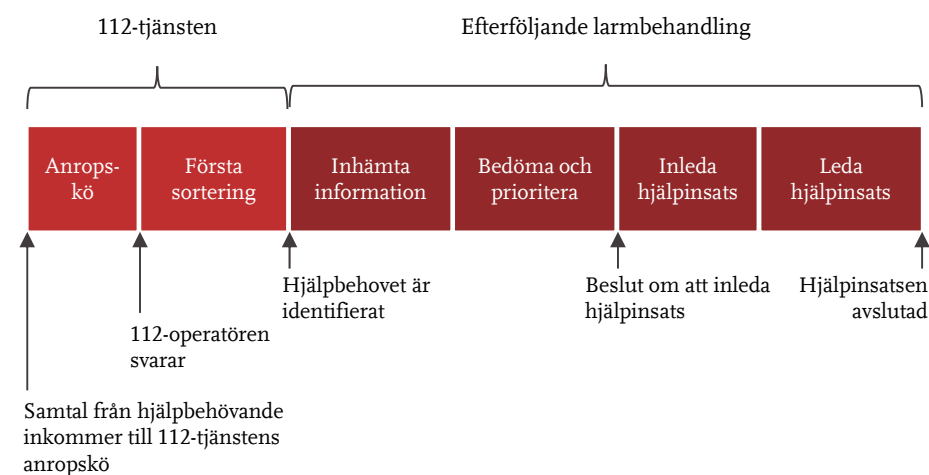 112-tjänsten
Efterföljande larmbehandling
Anrops-
kö
Första
sortering
Inhämta
information
Bedöma och
prioritera
Inleda
hjälpinsats
Leda
hjälpinsats
Hjälpbehovet är
identifierat
Beslut om att inleda
hjälpinsats
Hjälpinsatsen
avslutad
112-operatören
svarar
Samtal från hjälpbehövande
inkommer till 112-tjänstens
anropskö